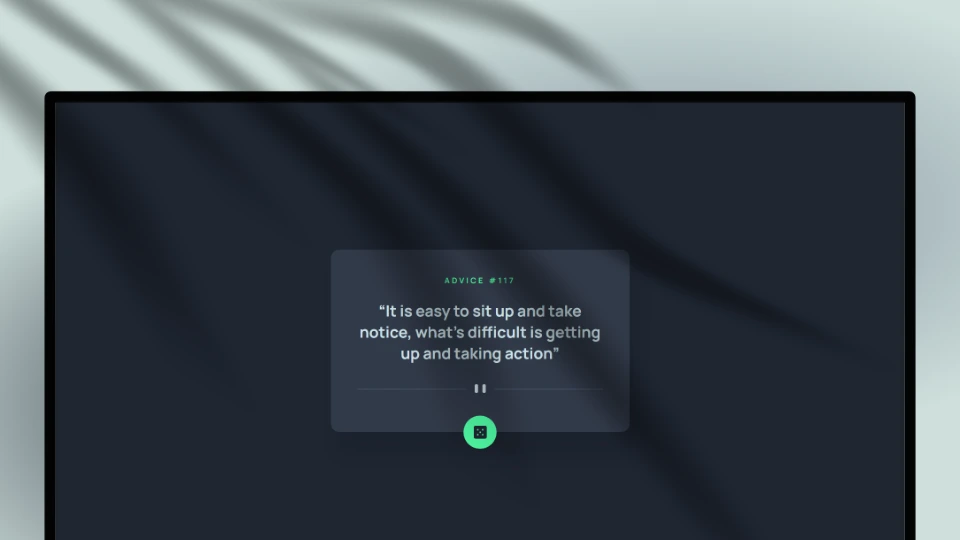 ADVICE #117
“It is easy to sit up and take
notice, what's difficult is getting
up and taking action”